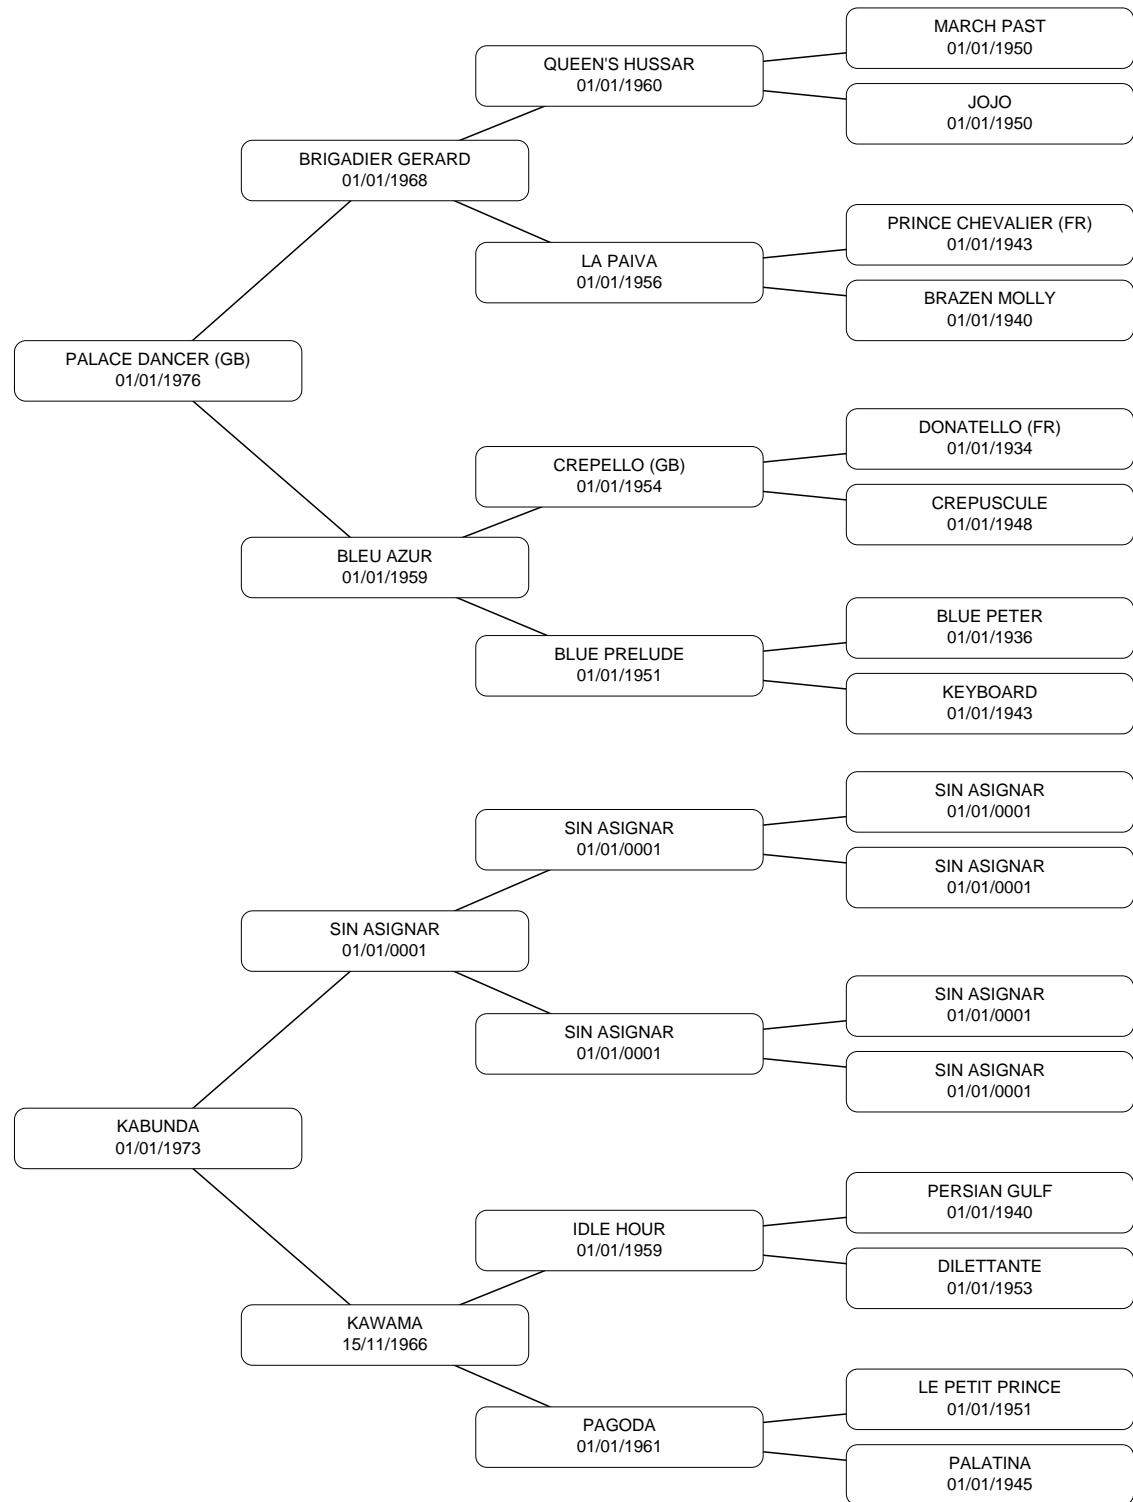 MARCH PAST
01/01/1950
QUEEN'S HUSSAR
01/01/1960
JOJO
01/01/1950
BRIGADIER GERARD
01/01/1968
PRINCE CHEVALIER (FR)
01/01/1943
LA PAIVA
01/01/1956
BRAZEN MOLLY
01/01/1940
PALACE DANCER (GB)
01/01/1976
DONATELLO (FR)
01/01/1934
CREPELLO (GB)
01/01/1954
CREPUSCULE
01/01/1948
BLEU AZUR
01/01/1959
BLUE PETER
01/01/1936
BLUE PRELUDE
01/01/1951
KEYBOARD
01/01/1943
SIN ASIGNAR
01/01/0001
SIN ASIGNAR
01/01/0001
SIN ASIGNAR
01/01/0001
SIN ASIGNAR
01/01/0001
SIN ASIGNAR
01/01/0001
SIN ASIGNAR
01/01/0001
SIN ASIGNAR
01/01/0001
KABUNDA
01/01/1973
PERSIAN GULF
01/01/1940
IDLE HOUR
01/01/1959
DILETTANTE
01/01/1953
KAWAMA
15/11/1966
LE PETIT PRINCE
01/01/1951
PAGODA
01/01/1961
PALATINA
01/01/1945